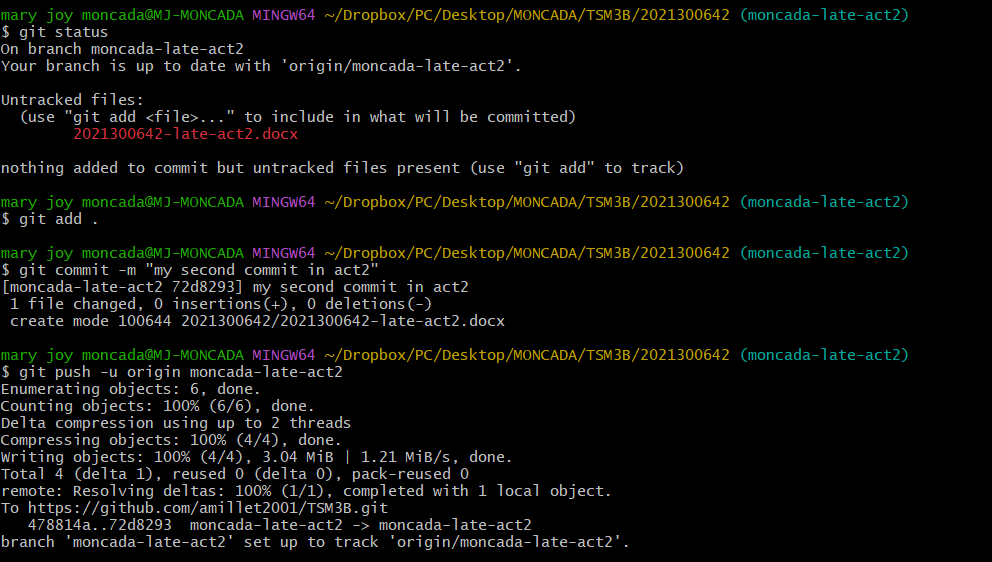 mary joy moncada@MJ-MONCADA MINGW64 ~/Dropbox/PC/Desktop/MONCADA/TSM3B/2021300642 (moncada-late-act2)
$ git status
On branch moncada-late-act2
Your branch is up to date with 'origin/moncada-late-act2'.

Untracked files:
  (use "git add <file>..." to include in what will be committed)
        2021300642-late-act2.docx

nothing added to commit but untracked files present (use "git add" to track)

mary joy moncada@MJ-MONCADA MINGW64 ~/Dropbox/PC/Desktop/MONCADA/TSM3B/2021300642 (moncada-late-act2)
$ git add .

mary joy moncada@MJ-MONCADA MINGW64 ~/Dropbox/PC/Desktop/MONCADA/TSM3B/2021300642 (moncada-late-act2)
$ git commit -m "my second commit in act2"
[moncada-late-act2 72d8293] my second commit in act2
 1 file changed, 0 insertions(+), 0 deletions(-)
 create mode 100644 2021300642/2021300642-late-act2.docx

mary joy moncada@MJ-MONCADA MINGW64 ~/Dropbox/PC/Desktop/MONCADA/TSM3B/2021300642 (moncada-late-act2)
$ git push -u origin moncada-late-act2
Enumerating objects: 6, done.
Counting objects: 100% (6/6), done.
Delta compression using up to 2 threads
Compressing objects: 100% (4/4), done.
Writing objects: 100% (4/4), 3.04 MiB | 1.21 MiB/s, done.
Total 4 (delta 1), reused 0 (delta 0), pack-reused 0
remote: Resolving deltas: 100% (1/1), completed with 1 local object.
To https://github.com/amillet2001/TSM3B.git
   478814a..72d8293  moncada-late-act2 -> moncada-late-act2
branch 'moncada-late-act2' set up to track 'origin/moncada-late-act2'.